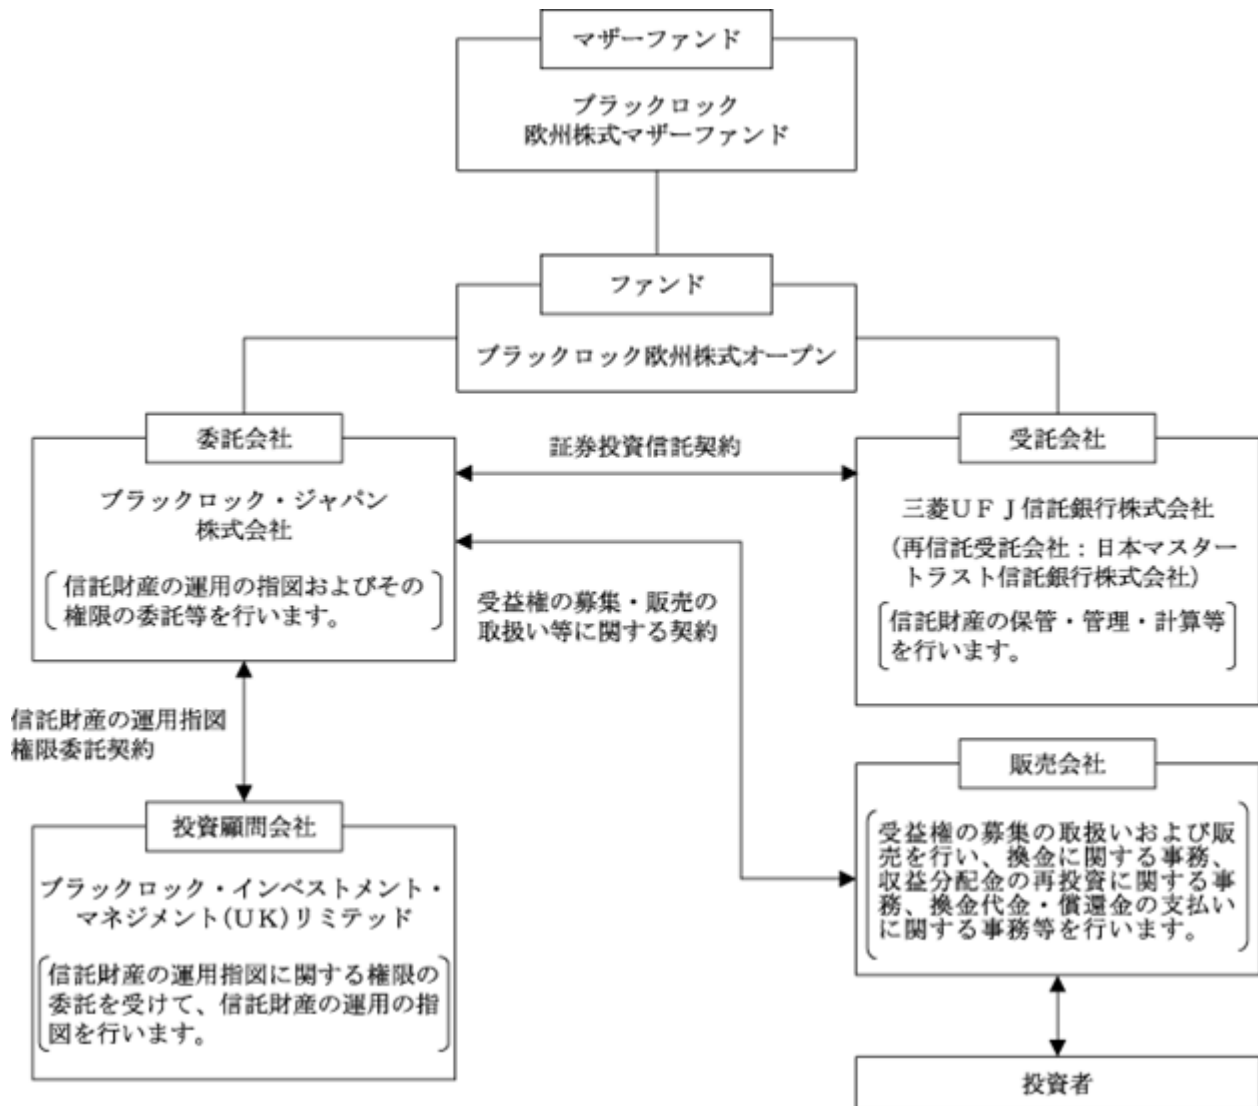 マザーファンド
ブラックロック
欧州株式マザーファンド
ファンド
ブラックロック欧州株式オープン
委託会社
ブラックロック・ジャパン
株式会社
信託財産の運用の指図およびその
権限の委託等を行います。
証券投資信託契約
受益権の募集・販売の
取扱い等に関する契約
受託会社
三菱ＵＦＪ信託銀行株式会社
（再信託受託会社：日本マスター
トラスト信託銀行株式会社）
信託財産の保管・管理・計算等
を行います。
信託財産の運用指図
権限委託契約
投資顧問会社
ブラックロック・インベストメント・
マネジメント(ＵＫ)リミテッド
信託財産の運用指図に関する権限の
委託を受けて、信託財産の運用の指
図を行います。
販売会社
受益権の募集の取扱いおよび販
売を行い、換金に関する事務、
収益分配金の再投資に関する事
務、換金代金・償還金の支払い
に関する事務等を行います。
投資者